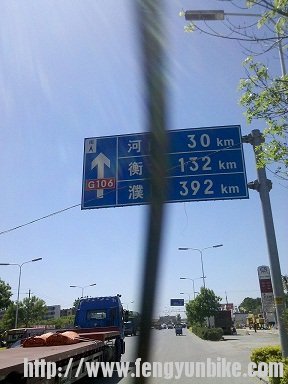 G106
河 30 km
衡 132 km
濮 392 km
http://www.fengyunbike.com